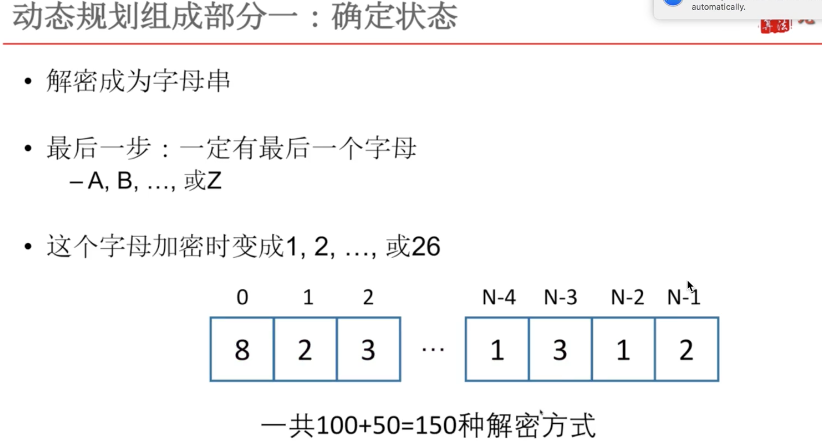 动态规划组成部分一：确定状态
automatically.
• 解密成为字母串
• 最后一步：一定有最后一个字母
– A, B, …, 或Z
• 这个字母加密时变成1, 2, …, 或26
0 1 2 N-4 N-3 N-2 N-1
8 2 3 … 1 3 1 2
一共100+50=150种解密方式